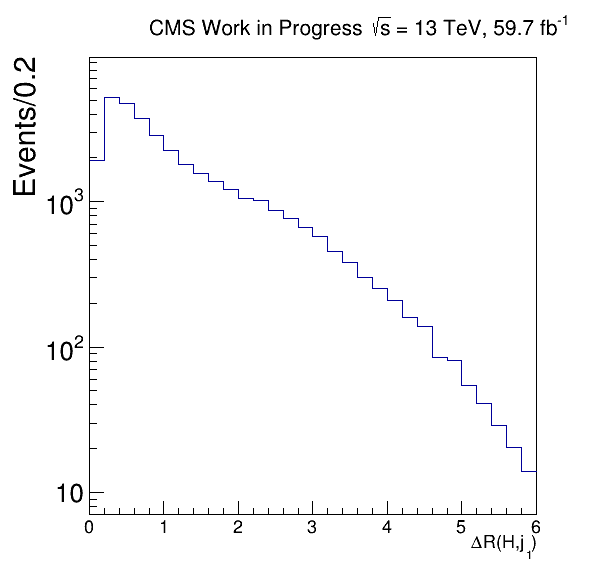 CMS Work in Progress √s = 13 TeV, 59.7 fb⁻¹
Events/0.2
10³
10²
10
0 1 2 3 4 5 6
ΔR(H,j₁)